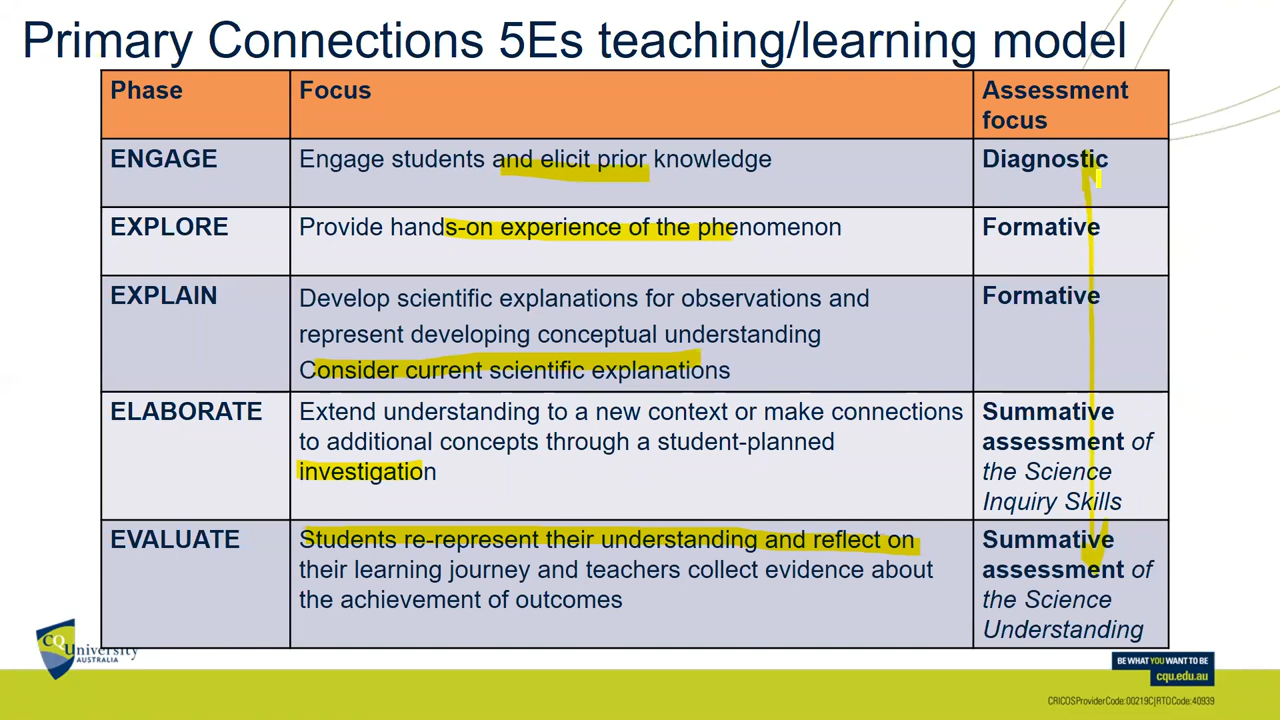 Primary Connections 5Es teaching/learning model
Phase
Focus
Assessment
focus
ENGAGE
Engage students and elicit prior knowledge
Diagnostic
EXPLORE
Provide hands-on experience of the phenomenon
Formative
EXPLAIN
Develop scientific explanations for observations and
represent developing conceptual understanding
Consider current scientific explanations
Formative
ELABORATE
Extend understanding to a new context or make connections
to additional concepts through a student-planned
investigation
Summative
assessment of
the Science
Inquiry Skills
EVALUATE
Students re-represent their understanding and reflect on
their learning journey and teachers collect evidence about
the achievement of outcomes
Summative
assessment of
the Science
Understanding
CQUniversity
AUSTRALIA
BE WHAT YOU WANT TO BE
cqu.edu.au
CRICOS Provider Code: 00219C | RTO Code: 40939